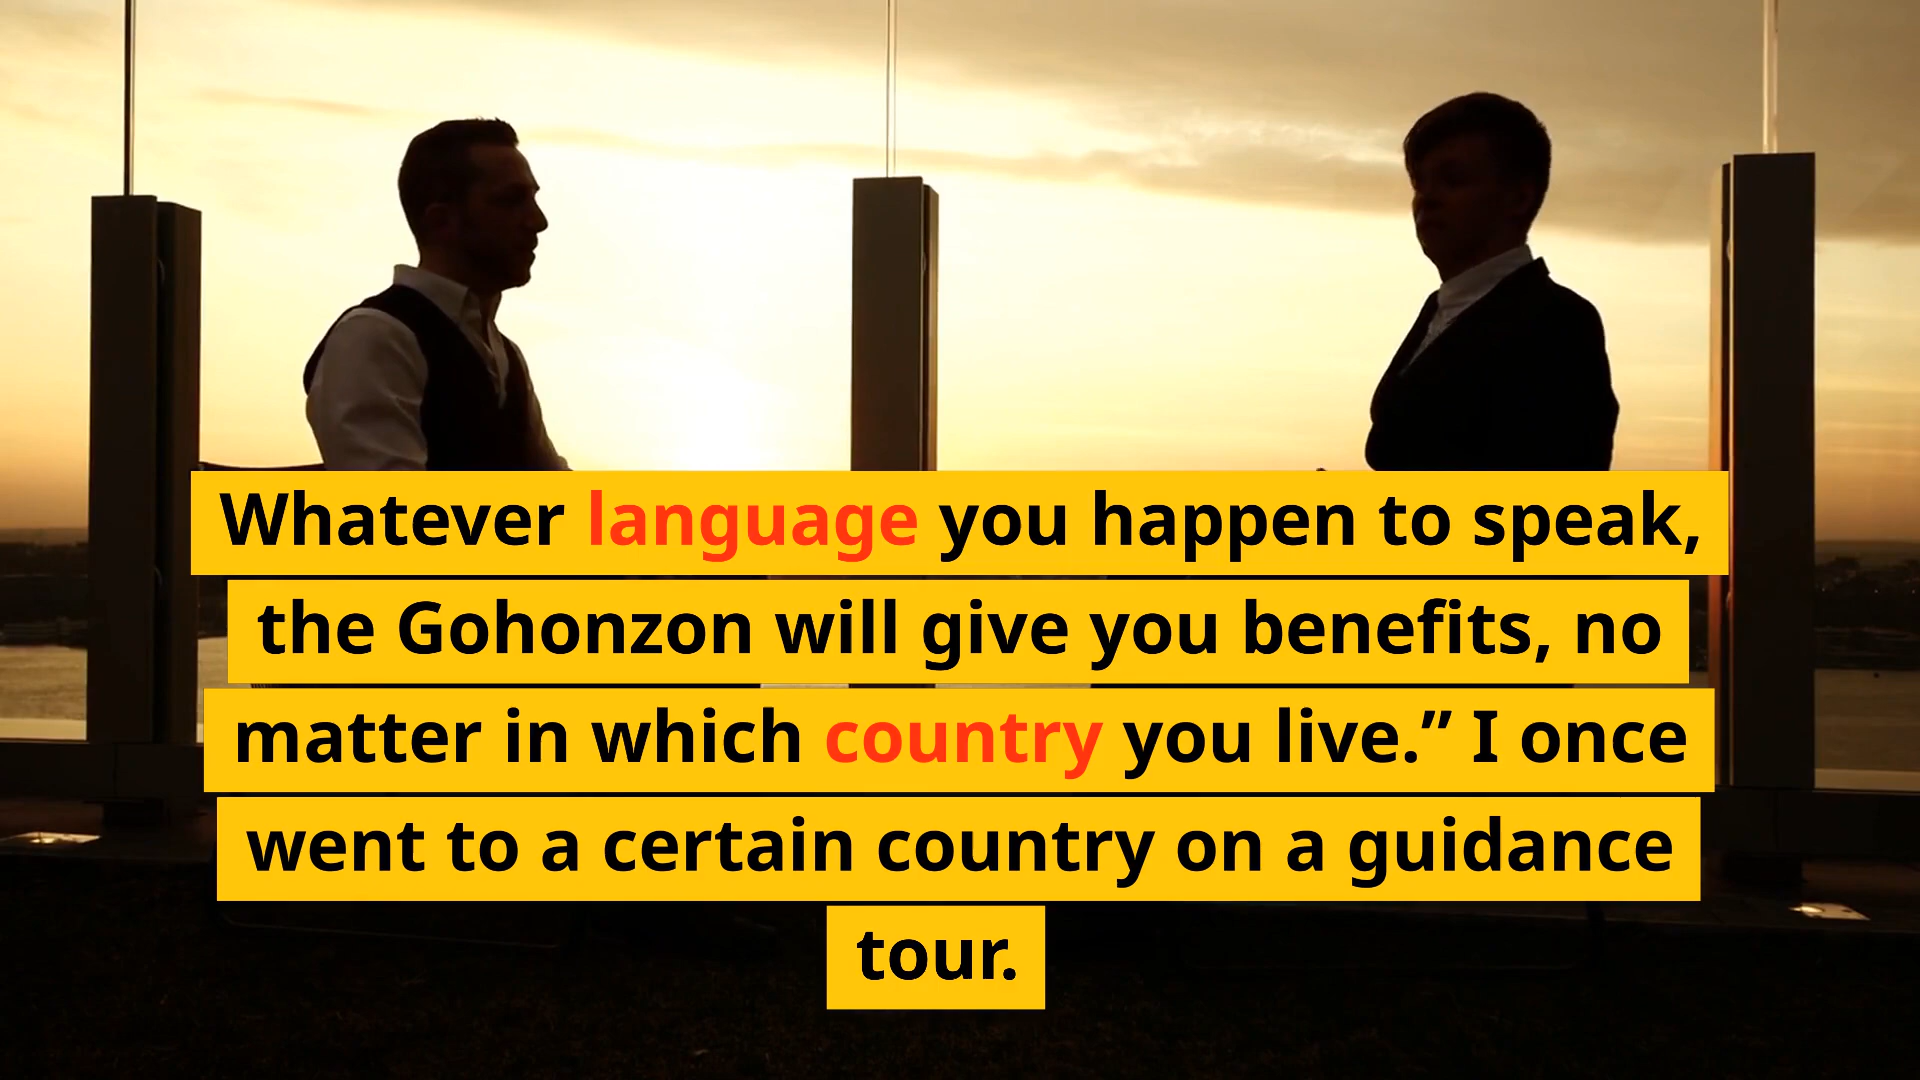 Whatever language you happen to speak,
the Gohonzon will give you benefits, no
matter in which country you live.” I once
went to a certain country on a guidance
tour.